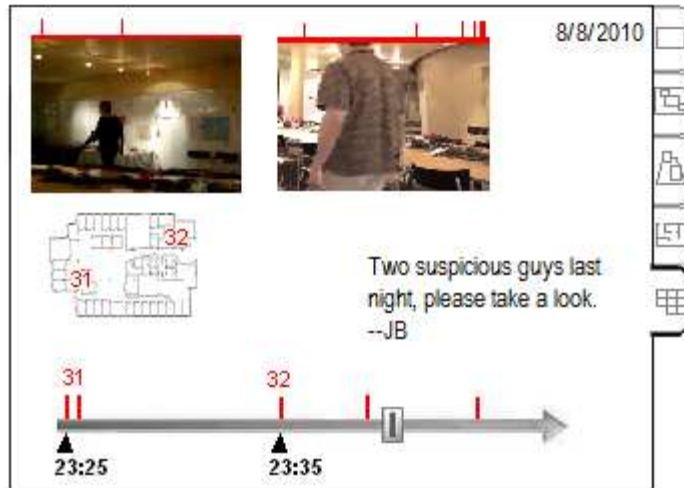 8/8/2010
32
31
Two suspicious guys last
night, please take a look.
--JB
31
32
23:25
23:35